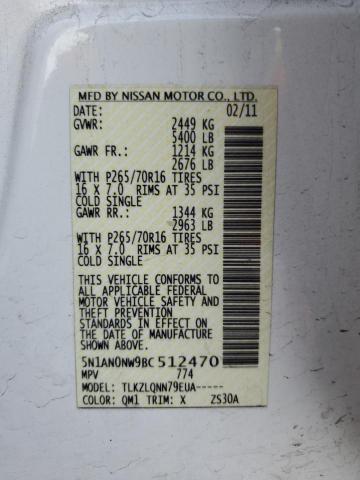 MFD BY NISSAN MOTOR CO., LTD.
DATE: 02/11
GVWR: 2449 KG
5400 LB
GAWR FR.: 1214 KG
2676 LB
WITH P265/70R16 TIRES
16 X 7.0 RIMS AT 35 PSI
COLD SINGLE
GAWR RR.: 1344 KG
2963 LB
WITH P265/70R16 TIRES
16 X 7.0 RIMS AT 35 PSI
COLD SINGLE
THIS VEHICLE CONFORMS TO
ALL APPLICABLE FEDERAL
MOTOR VEHICLE SAFETY AND
THEFT PREVENTION
STANDARDS IN EFFECT ON
THE DATE OF MANUFACTURE
SHOWN ABOVE.
5N1AN0NW9BC512470
MPV 774
MODEL: TLKZLQNN79EUA-----
COLOR: QM1 TRIM: X ZS30A